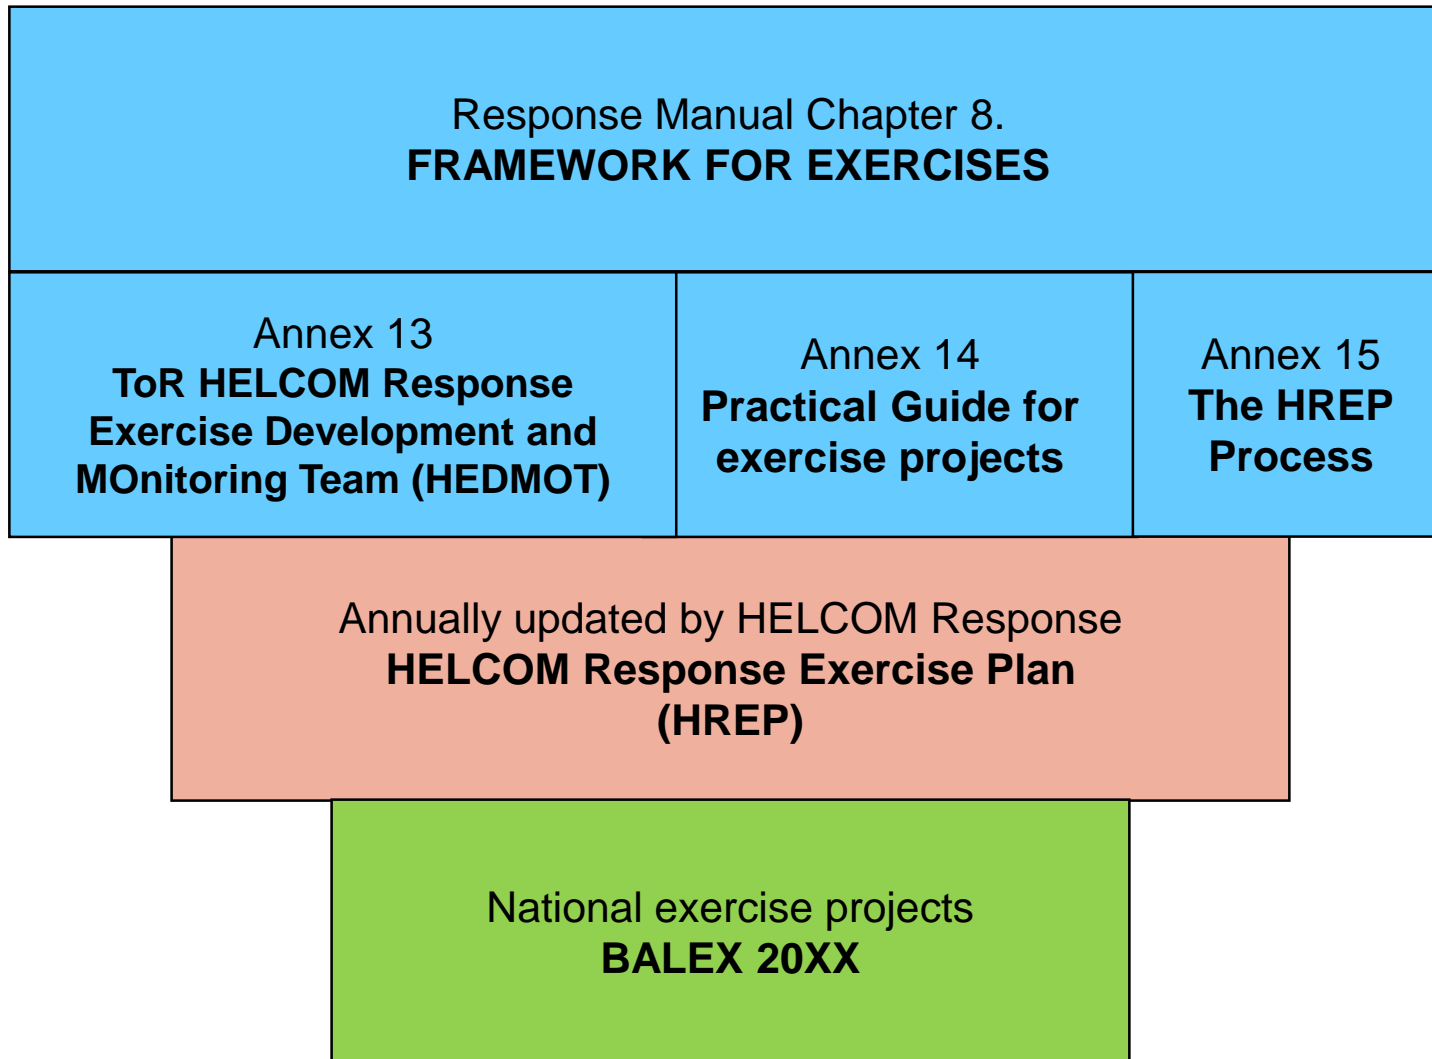 Response Manual Chapter 8.
FRAMEWORK FOR EXERCISES
Annex 13
ToR HELCOM Response
Exercise Development and
MOnitoring Team (HEDMOT)
Annex 14
Practical Guide for
exercise projects
Annex 15
The HREP
Process
Annually updated by HELCOM Response
HELCOM Response Exercise Plan
(HREP)
National exercise projects
BALEX 20XX